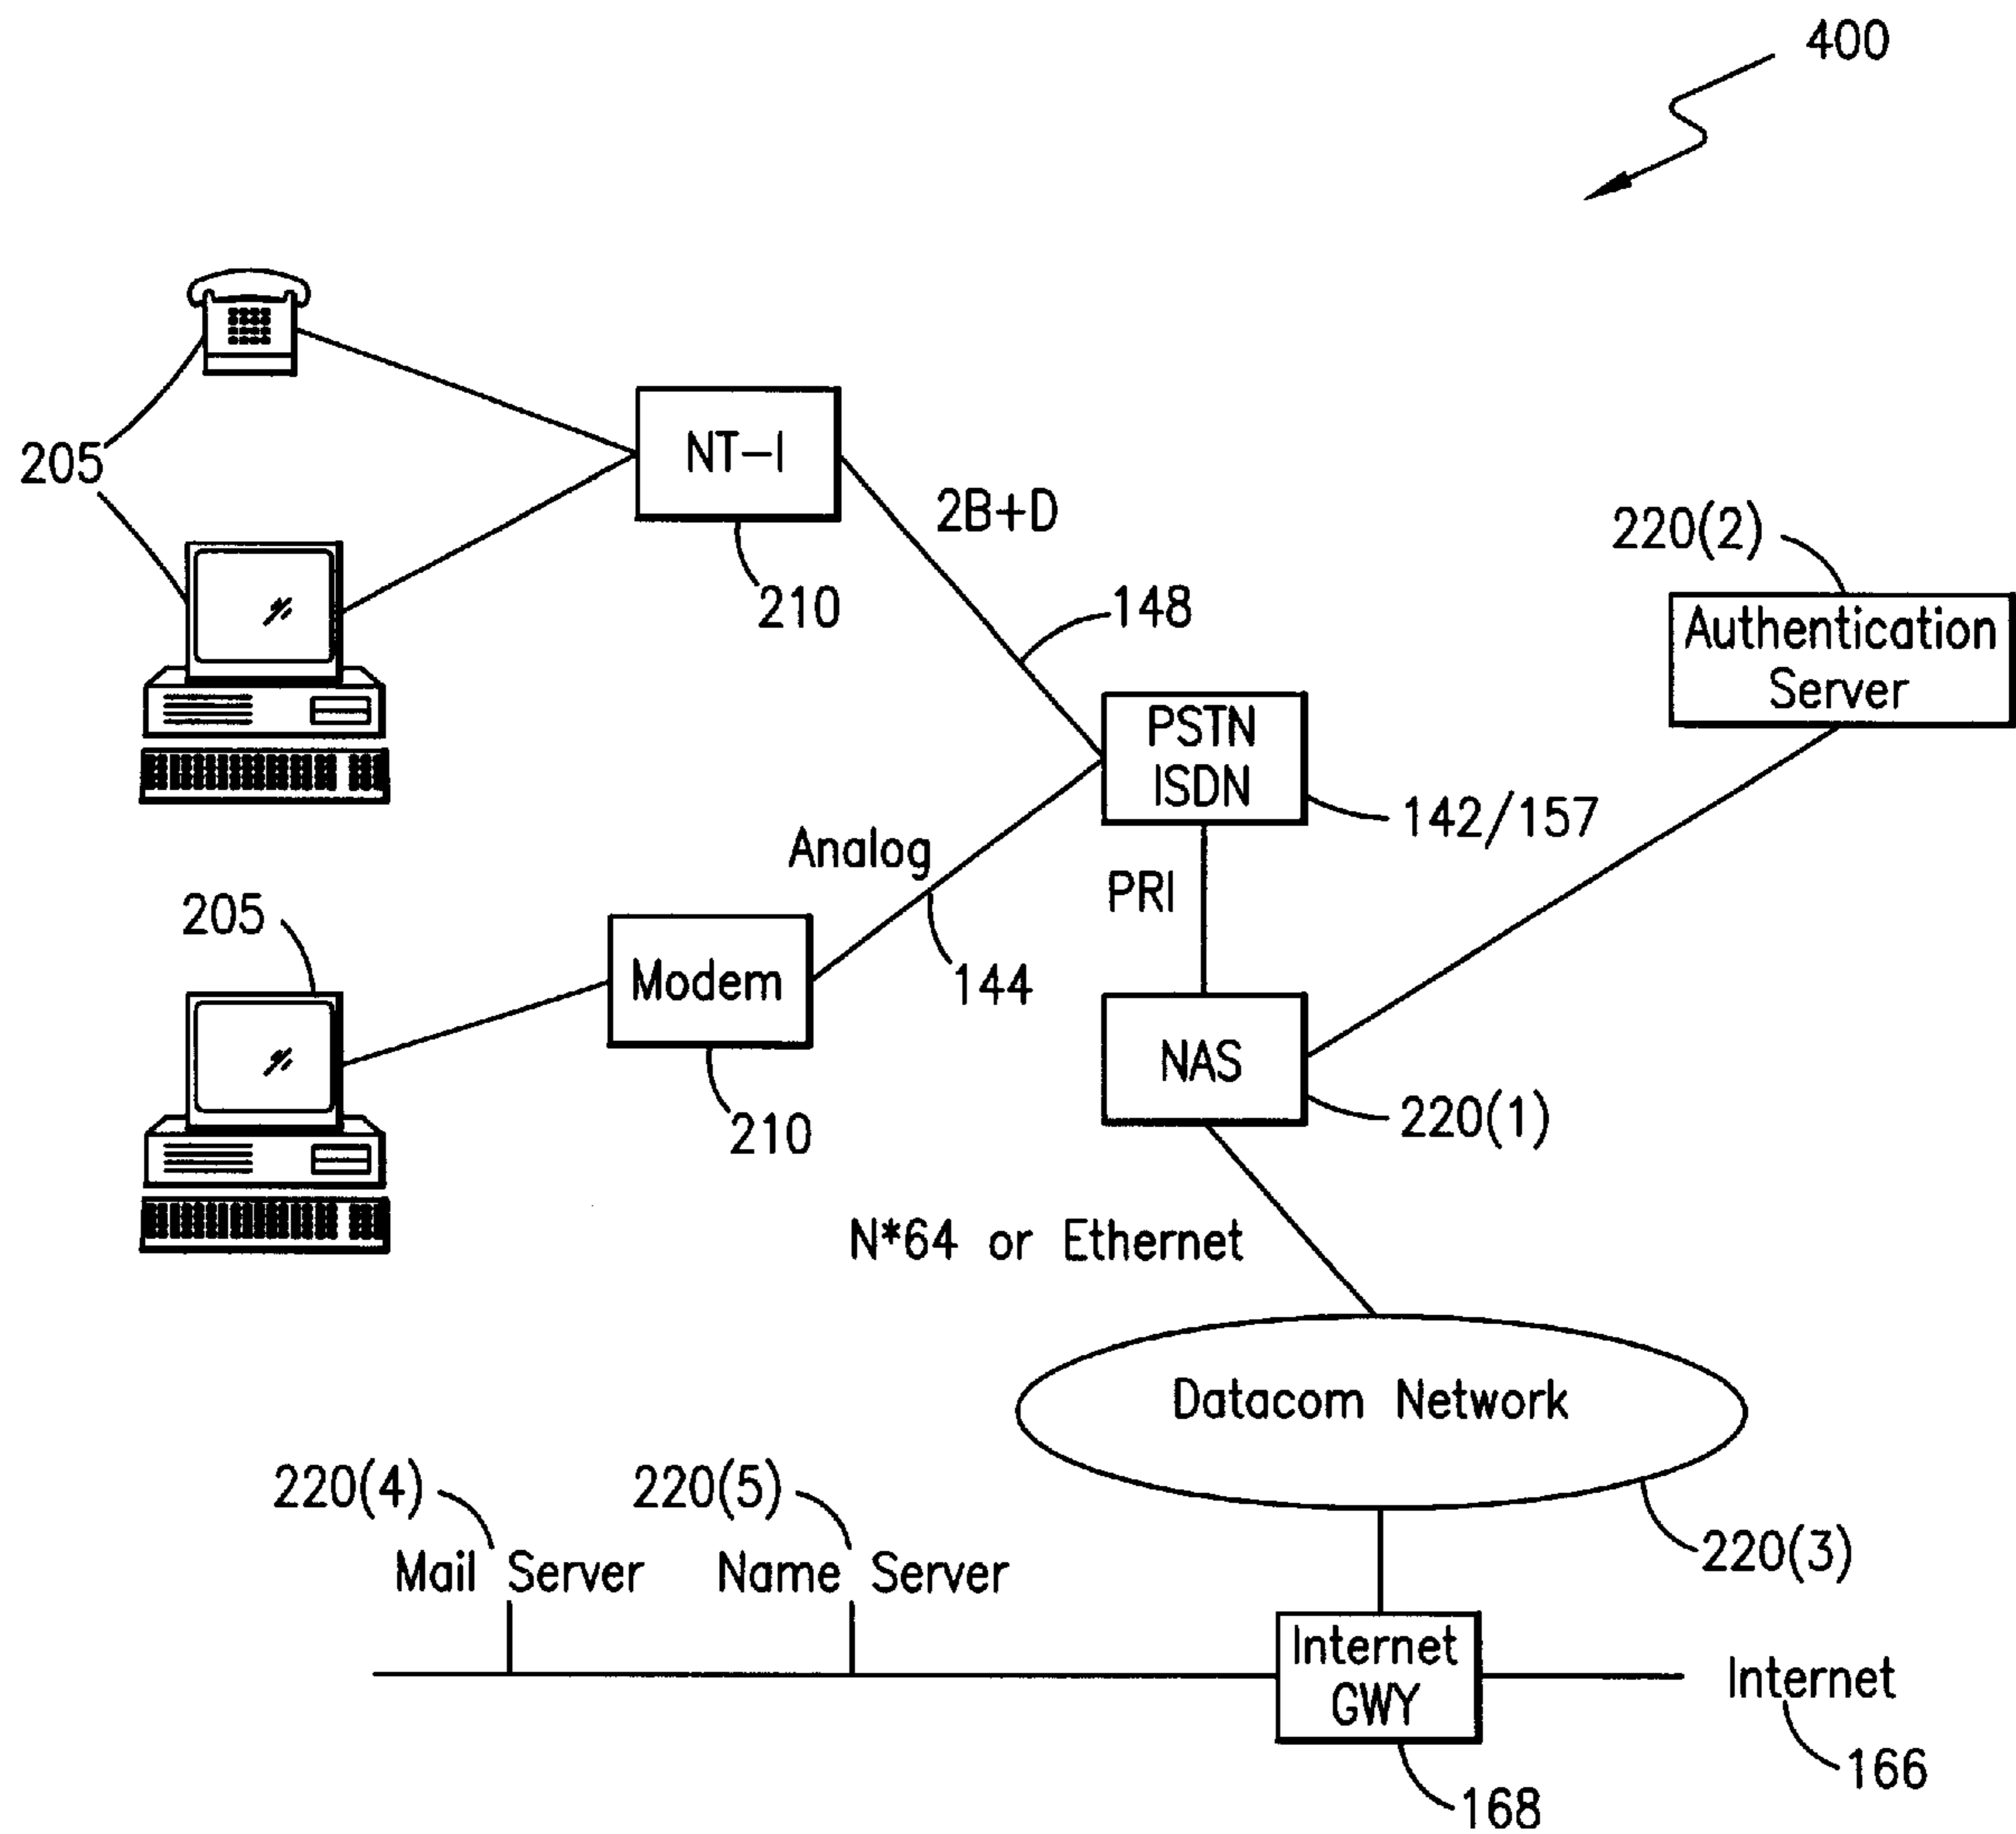 400
205
NT-I
2B+D
210
148
220(2)
Authentication
Server
PSTN
ISDN
142/157
Analog
PRI
205
Modem
144
210
NAS
220(1)
N*64 or Ethernet
Datacom Network
220(4)
220(5)
220(3)
Mail Server
Name Server
Internet
GWY
Internet
166
168